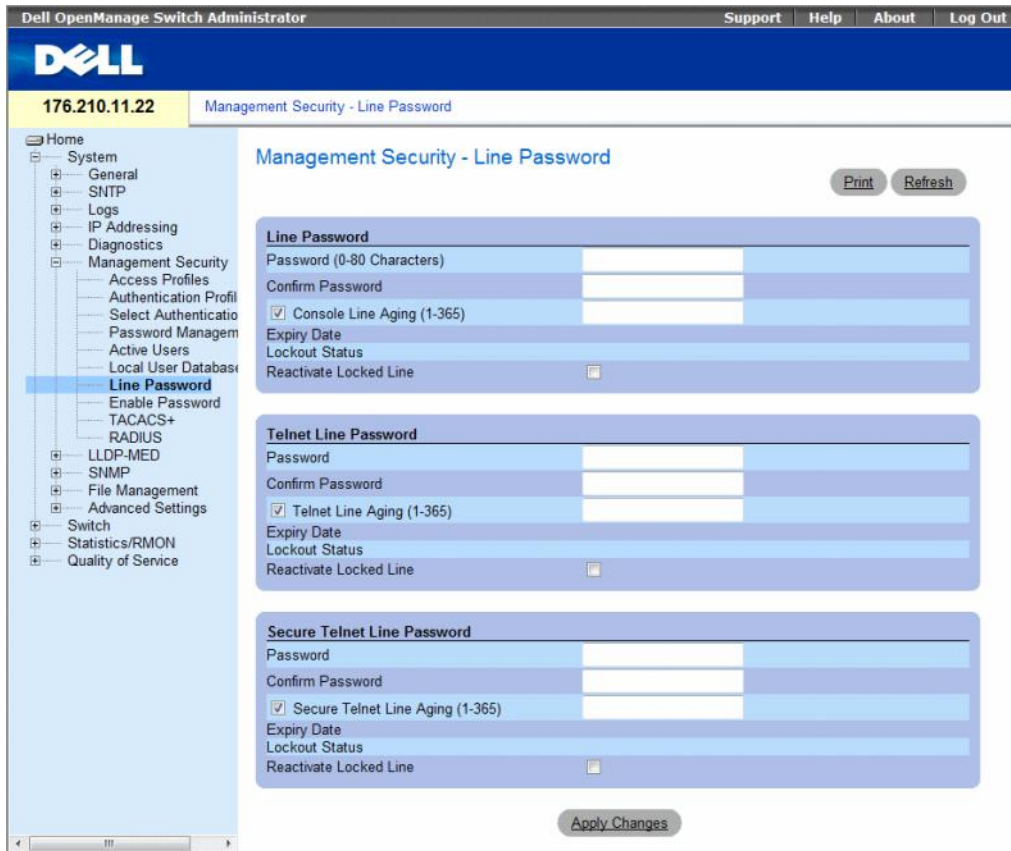 Dell OpenManage Switch Administrator
Support Help About Log Out
DELL
176.210.11.22
Management Security - Line Password
Home
System
General
SNTP
Logs
IP Addressing
Diagnostics
Management Security
Access Profiles
Authentication Profil
Select Authenticatio
Password Managem
Active Users
Local User Database
Line Password
Enable Password
TACACS+
RADIUS
LLDP-MED
SNMP
File Management
Advanced Settings
Switch
Statistics/RMON
Quality of Service
Management Security - Line Password
Print Refresh
Line Password
Password (0-80 Characters)
Confirm Password
Console Line Aging (1-365)
Expiry Date
Lockout Status
Reactivate Locked Line
Telnet Line Password
Password
Confirm Password
Telnet Line Aging (1-365)
Expiry Date
Lockout Status
Reactivate Locked Line
Secure Telnet Line Password
Password
Confirm Password
Secure Telnet Line Aging (1-365)
Expiry Date
Lockout Status
Reactivate Locked Line
Apply Changes